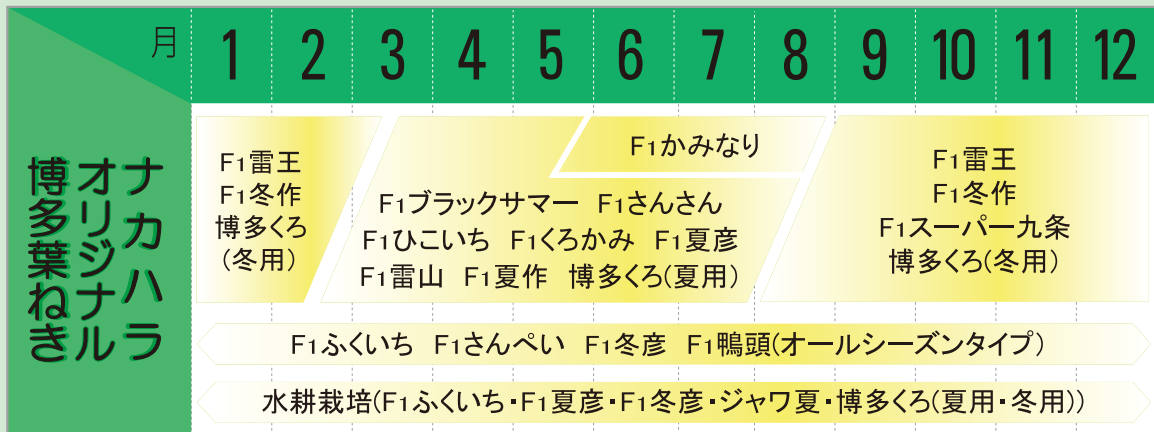 月 1 2 3 4 5 6 7 8 9 10 11 12
ナカハラ
オリジナル
博多葉ねぎ
F1雷王
F1冬作
博多くろ
(冬用)
F1かみなり
F1ブラックサマー F1さんさん
F1ひこいち F1くろかみ F1夏彦
F1雷山 F1夏作 博多くろ(夏用)
F1雷王
F1冬作
F1スーパー九条
博多くろ(冬用)
F1ふくいち F1さんぺい F1冬彦 F1鴨頭(オールシーズンタイプ)
水耕栽培(F1ふくいち・F1夏彦・F1冬彦・ジャワ夏・博多くろ(夏用・冬用))